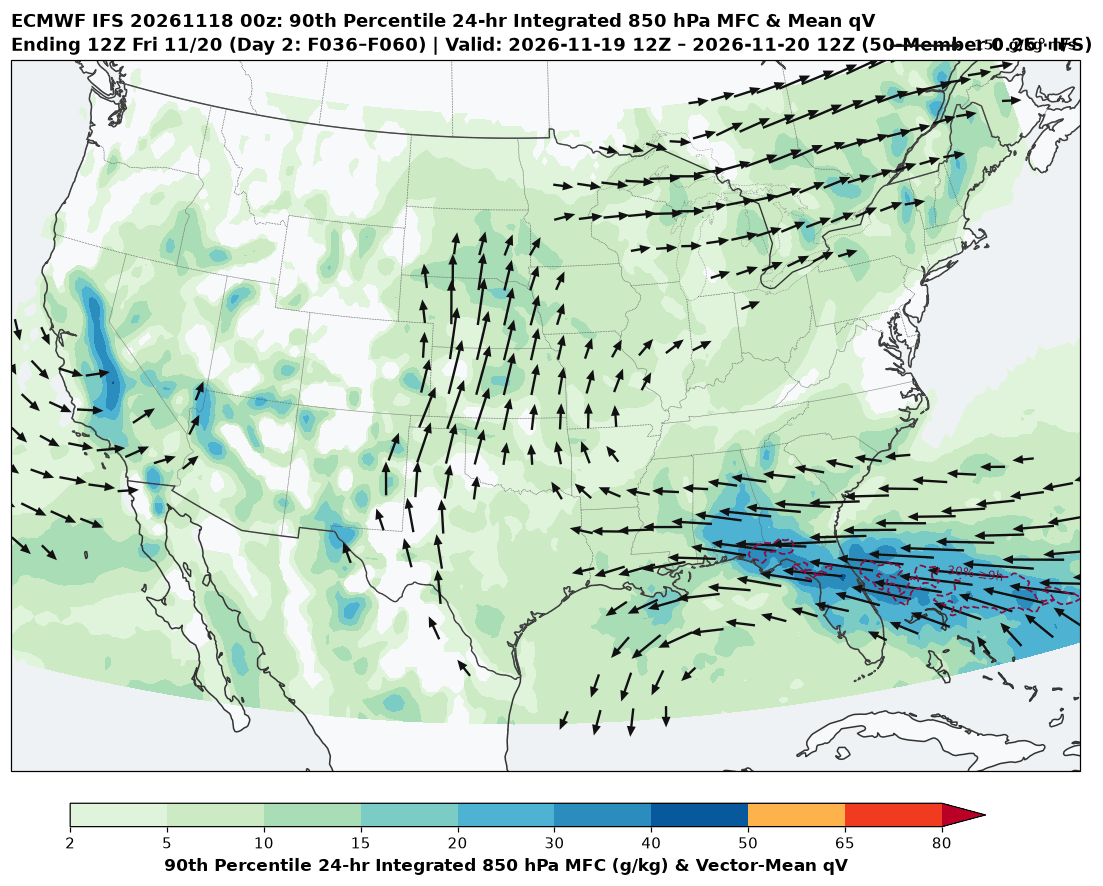 ECMWF IFS 20261118 00z: 90th Percentile 24-hr Integrated 850 hPa MFC & Mean qV
Ending 12Z Fri 11/20 (Day 2: F036–F060) | Valid: 2026-11-19 12Z – 2026-11-20 12Z (50-Member 0.25° IFS)
2 5 10 15 20 30 40 50 65 80
90th Percentile 24-hr Integrated 850 hPa MFC (g/kg) & Vector-Mean qV